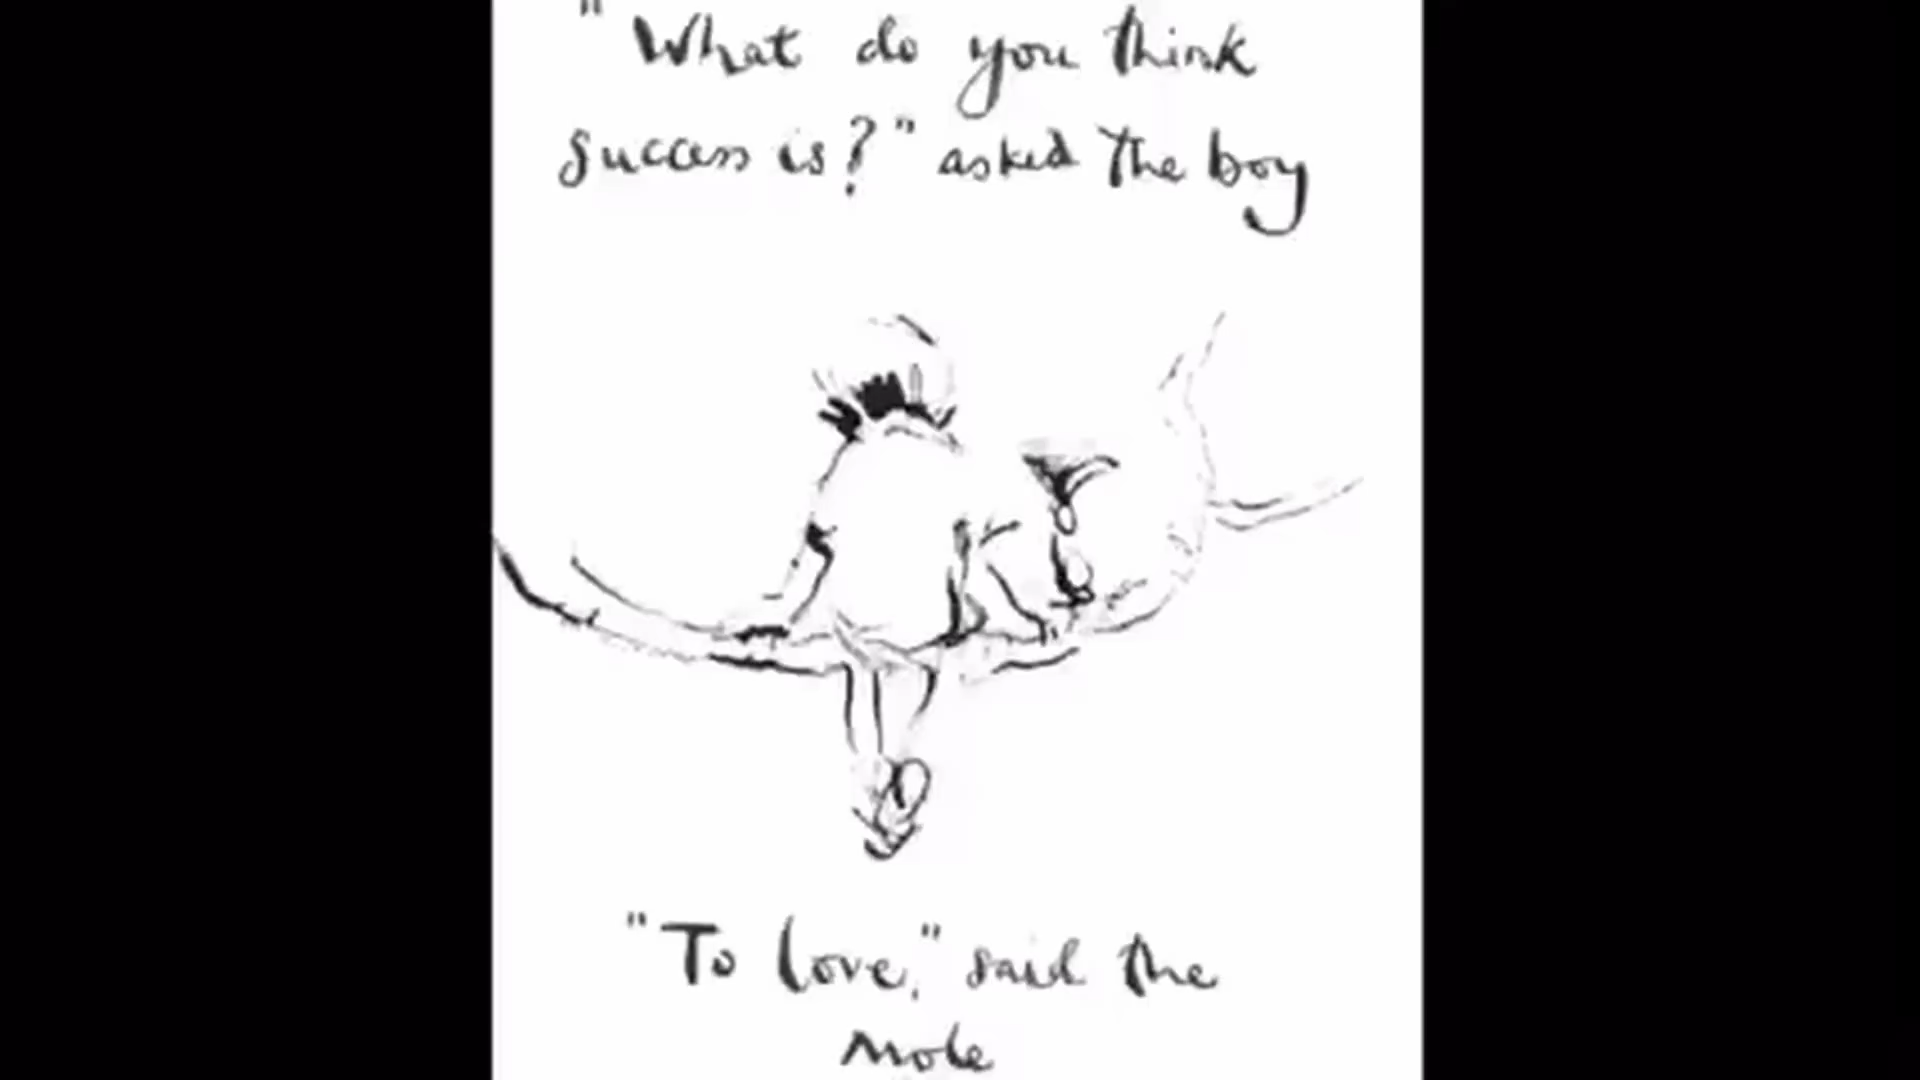 "What do you think
success is?" asked the boy
"To love," said the
mole